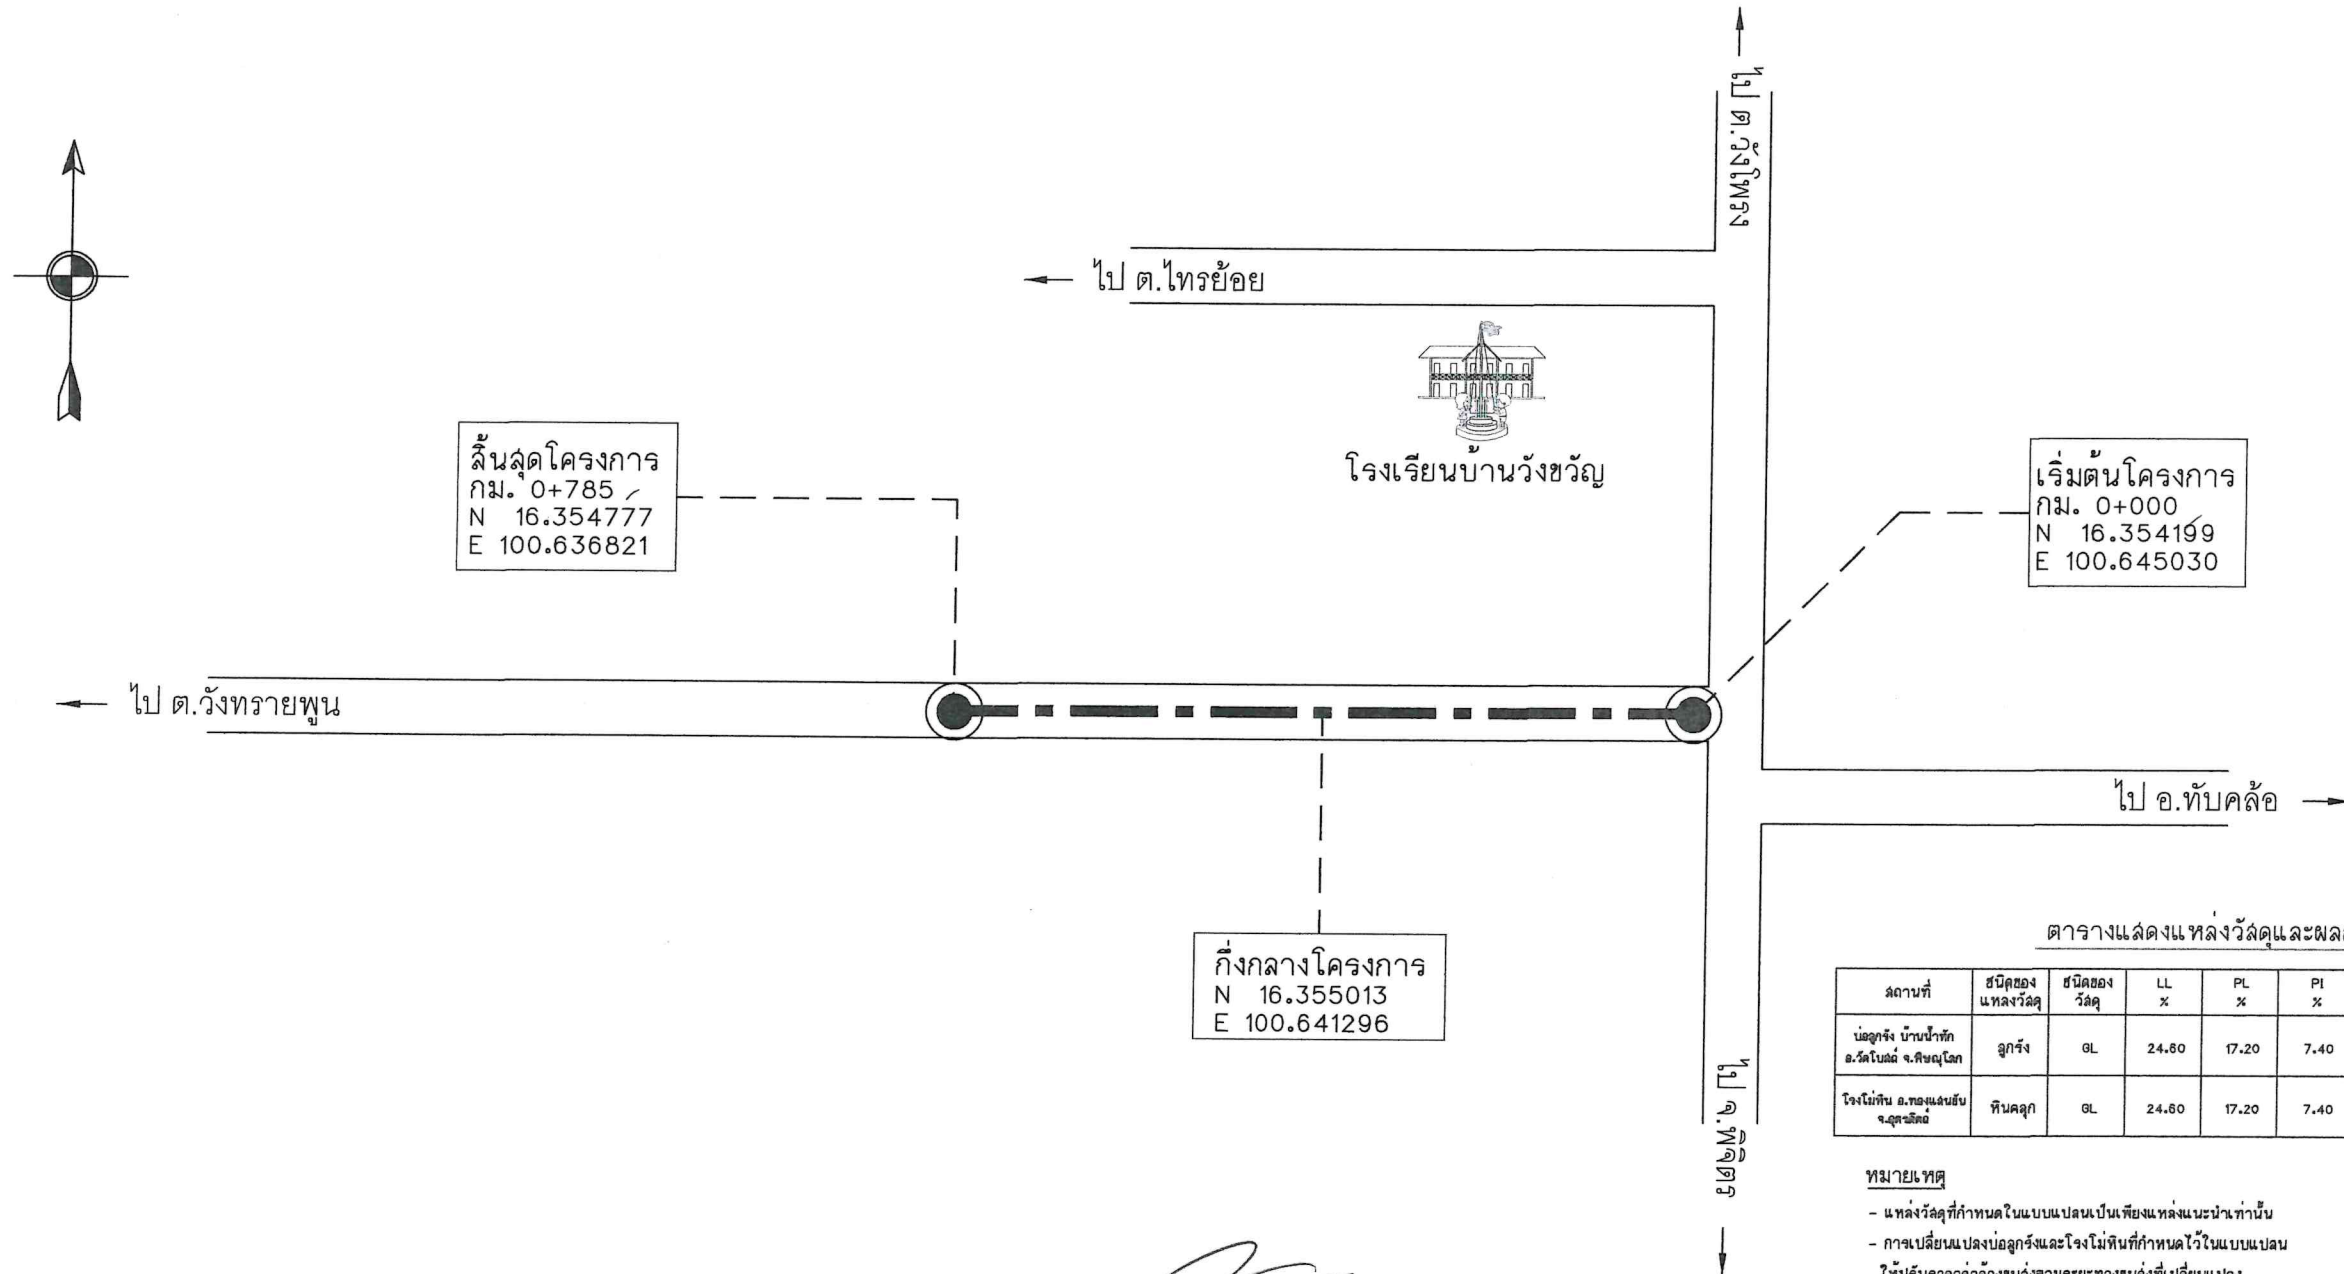 ไป ต.วังโพรง
← ไป ต.ไทรย้อย
โรงเรียนบ้านวังขวัญ
สิ้นสุดโครงการ
กม. 0+785
N 16.354777
E 100.636821
เริ่มต้นโครงการ
กม. 0+000
N 16.354199
E 100.645030
← ไป ต.วังทรายพูน
ไป อ.ทับคล้อ →
กึ่งกลางโครงการ
N 16.355013
E 100.641296
ไป จ.พิจิตร
ตารางแสดงแหล่งวัสดุและผล
สถานที่ ชนิดของ ชนิดของ LL PL PI
แหล่งวัสดุ วัสดุ % % %
บ่อลูกรัง บ้านน้ำหัก ลูกรัง GL 24.60 17.20 7.40
อ.วัดโบสถ์ จ.พิษณุโลก
โรงโม่หิน อ.ทองแสนขัน หินคลุก GL 24.60 17.20 7.40
จ.อุตรดิตถ์
หมายเหตุ
- แหล่งวัสดุที่กำหนดในแบบแปลนเป็นเพียงแหล่งแนะนำเท่านั้น
- การเปลี่ยนแปลงบ่อลูกรังและโรงโม่หินที่กำหนดไว้ในแบบแปลน